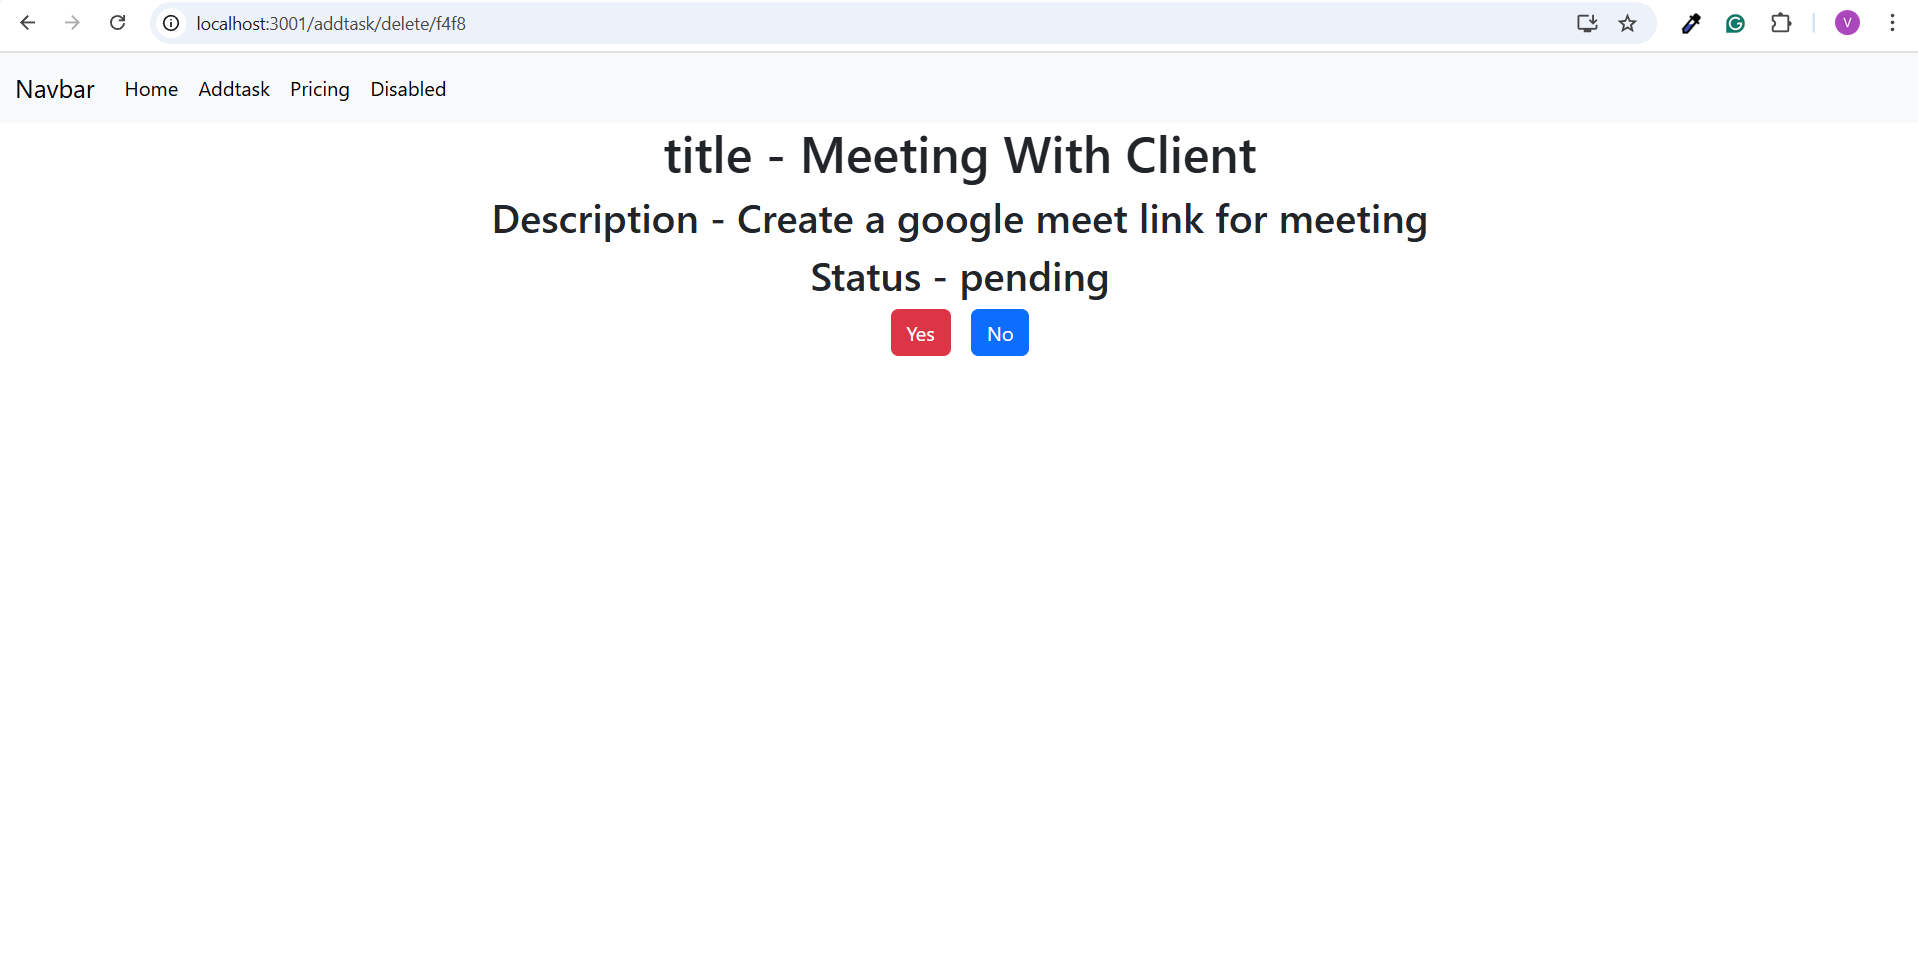 localhost:3001/addtask/delete/f4f8
V
Navbar Home Addtask Pricing Disabled
title - Meeting With Client
Description - Create a google meet link for meeting
Status - pending
Yes No